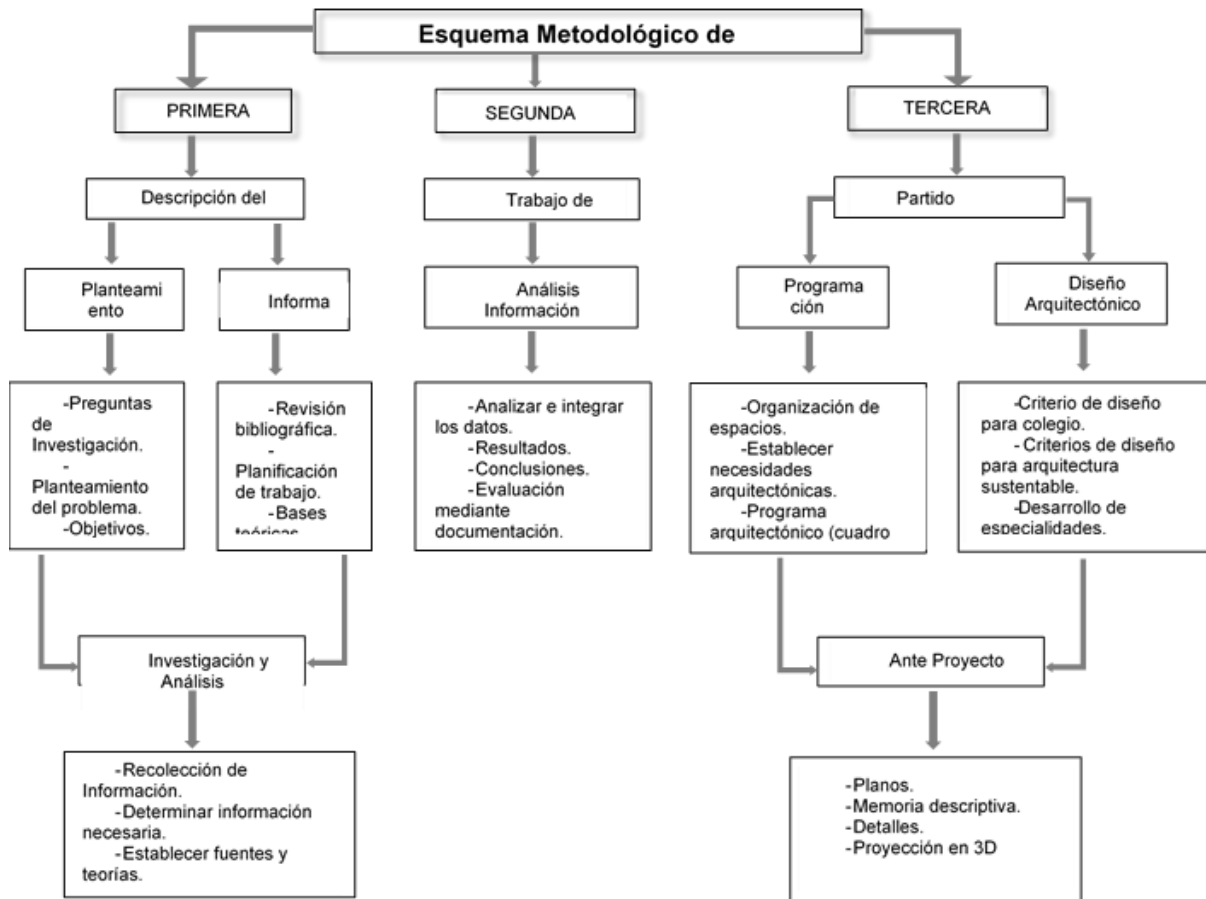 Esquema Metodológico de
PRIMERA
SEGUNDA
TERCERA
Descripción del
Trabajo de
Partido
Planteami
ento
Informa
Análisis
Información
Programa
ción
Diseño
Arquitectónico
-Preguntas
de
Investigación.
-
Planteamiento
del problema.
-Objetivos.
-Revisión
bibliográfica.
-
Planificación
de trabajo.
-Bases
teóricas
-Analizar e integrar
los datos.
-Resultados.
-Conclusiones.
-Evaluación
mediante
documentación.
-Organización de
espacios.
-Establecer
necesidades
arquitectónicas.
-Programa
arquitectónico (cuadro
-Criterio de diseño
para colegio.
-Criterios de diseño
para arquitectura
sustentable.
-Desarrollo de
especialidades.
Investigación y
Análisis
Ante Proyecto
-Recolección de
Información.
-Determinar información
necesaria.
-Establecer fuentes y
teorías.
-Planos.
-Memoria descriptiva.
-Detalles.
-Proyección en 3D